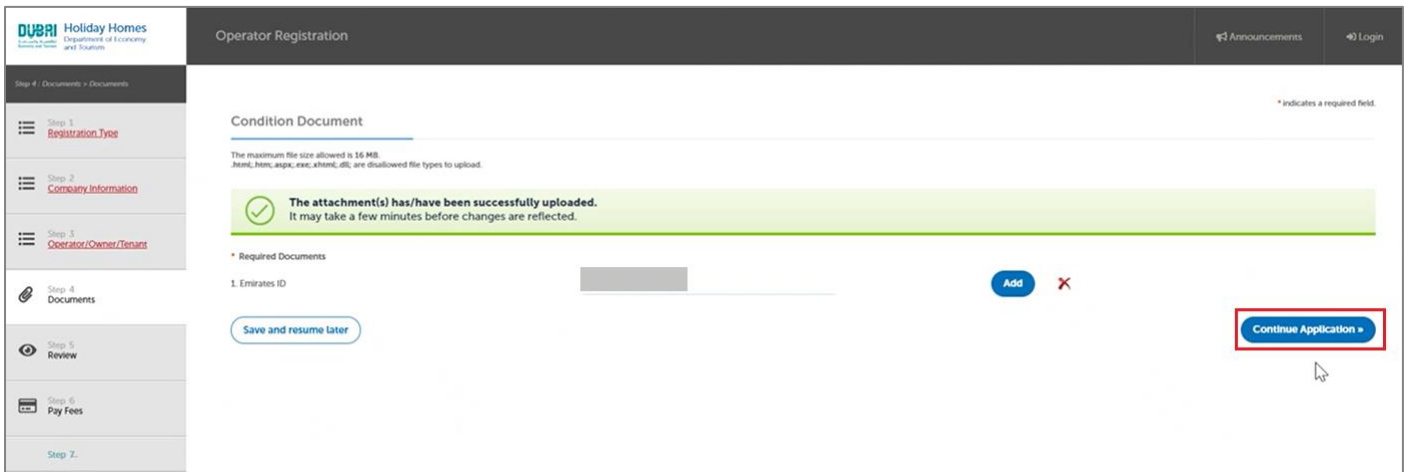 DUBAI
Holiday Homes
Department of Economy
and Tourism
Operator Registration
Announcements
Login
Step 4 : Documents > Documents
Step 1
Registration Type
Step 2
Company Information
Step 3
Operator/Owner/Tenant
Step 4
Documents
Step 5
Review
Step 6
Pay Fees
Step 7.
* indicates a required field.
Condition Document
The maximum file size allowed is 16 MB.
.html;.htm;.aspx;.exe;.xhtml;.dll; are disallowed file types to upload.
The attachment(s) has/have been successfully uploaded.
It may take a few minutes before changes are reflected.
* Required Documents
1. Emirates ID
Add
Save and resume later
Continue Application »